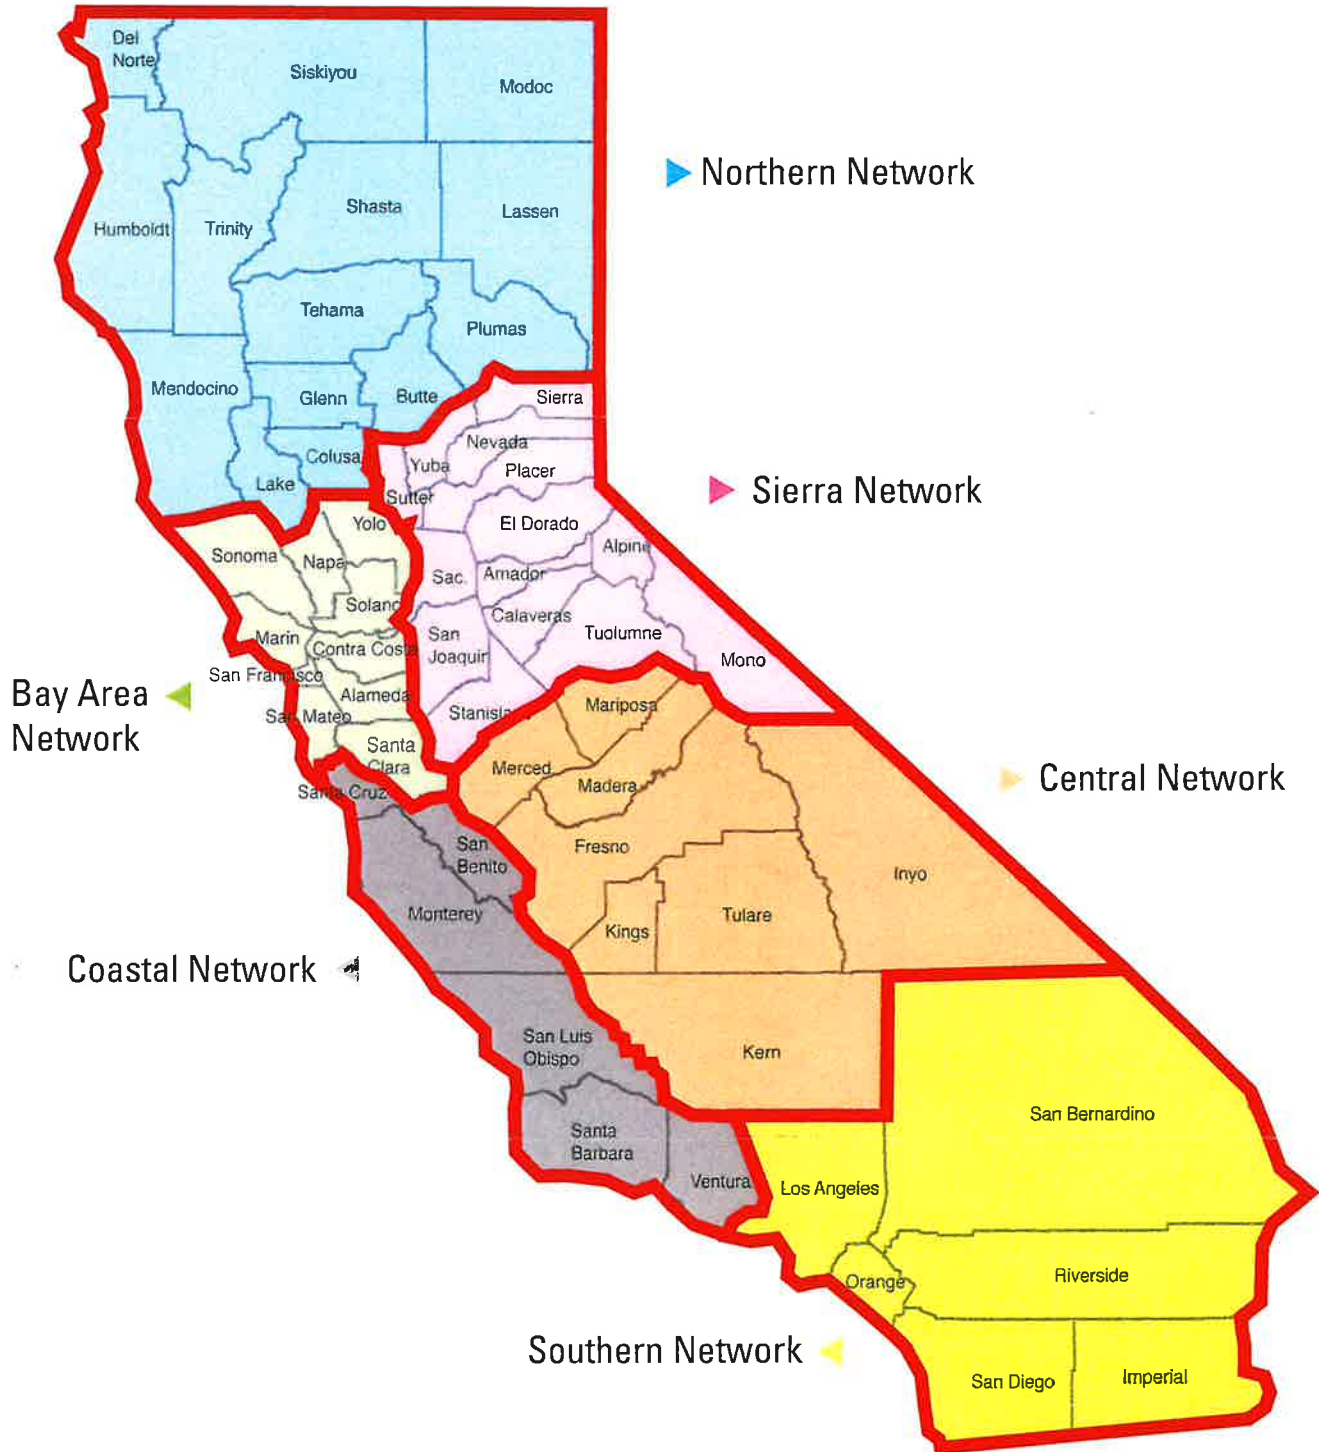 Del
Norte
Siskiyou
Modoc
Northern Network
Humboldt
Trinity
Shasta
Lassen
Tehama
Plumas
Mendocino
Glenn
Butte
Sierra
Nevada
Colusa
Yuba
Placer
Lake
Sutter
Sierra Network
Yolo
El Dorado
Sonoma
Napa
Alpine
Sac.
Amador
Solano
Calaveras
Marin
Contra Costa
San
Joaquin
Tuolumne
Mono
San Francisco
Bay Area
Network
Alameda
San Mateo
Stanisla
Mariposa
Santa
Clara
Merced
Madera
Central Network
Santa Cruz
San
Benito
Fresno
Inyo
Monterey
Kings
Tulare
Coastal Network
San Luis
Obispo
Kern
San Bernardino
Santa
Barbara
Ventura
Los Angeles
Orange
Riverside
Southern Network
San Diego
Imperial